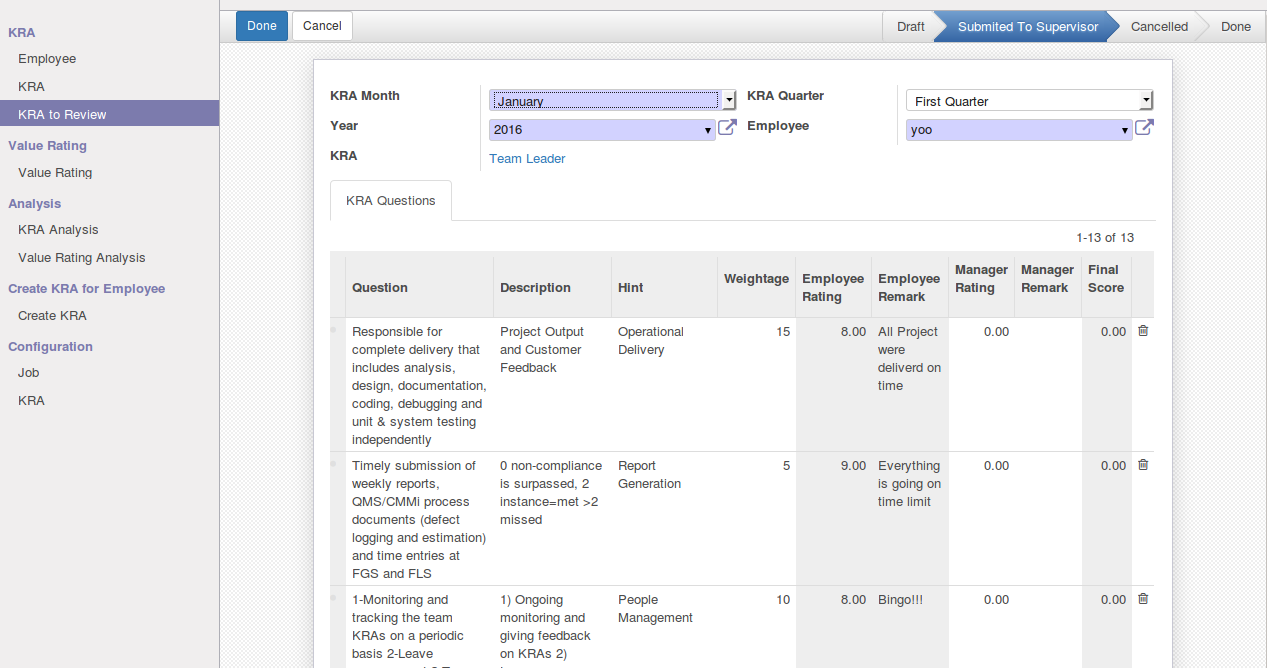 KRA
Employee
KRA
KRA to Review
Value Rating
Value Rating
Analysis
KRA Analysis
Value Rating Analysis
Create KRA for Employee
Create KRA
Configuration
Job
KRA
Done Cancel
Draft Submited To Supervisor Cancelled Done
KRA Month January KRA Quarter First Quarter
Year 2016 Employee yoo
KRA Team Leader
KRA Questions
1-13 of 13
Question Description Hint Weightage
Employee
Rating
Employee
Remark
Manager
Rating
Manager
Remark
Final
Score
Responsible for
complete delivery that
includes analysis,
design, documentation,
coding, debugging and
unit & system testing
independently
Project Output
and Customer
Feedback
Operational
Delivery
15
8.00
All Project
were
deliverd on
time
0.00
0.00
Timely submission of
weekly reports,
QMS/CMMi process
documents (defect
logging and estimation)
and time entries at
FGS and FLS
0 non-compliance
is surpassed, 2
instance=met >2
missed
Report
Generation
5
9.00
Everything
is going on
time limit
0.00
0.00
1-Monitoring and
tracking the team
KRAs on a periodic
basis 2-Leave
1) Ongoing
monitoring and
giving feedback
on KRAs 2)
People
Management
10
8.00
Bingo!!!
0.00
0.00